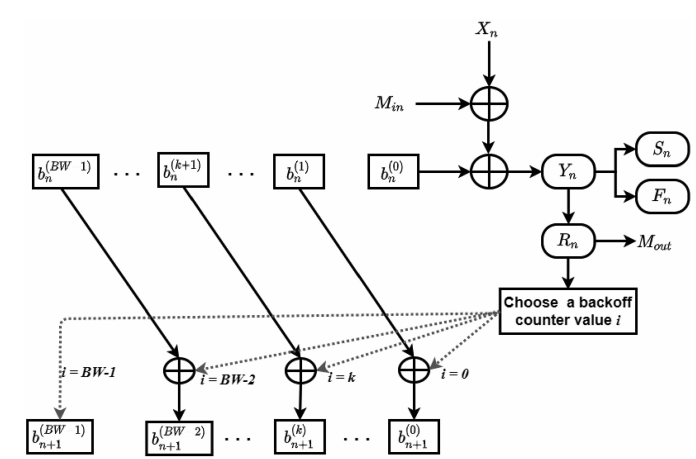 X_n
M_in
b_n^(BW 1) ... b_n^(k+1) ... b_n^(1) b_n^(0) Y_n S_n
F_n
R_n M_out
Choose a backoff
counter value i
i = BW-1 i = BW-2 i = k i = 0
b_{n+1}^(BW 1) b_{n+1}^(BW 2) ... b_{n+1}^(k) ... b_{n+1}^(0)